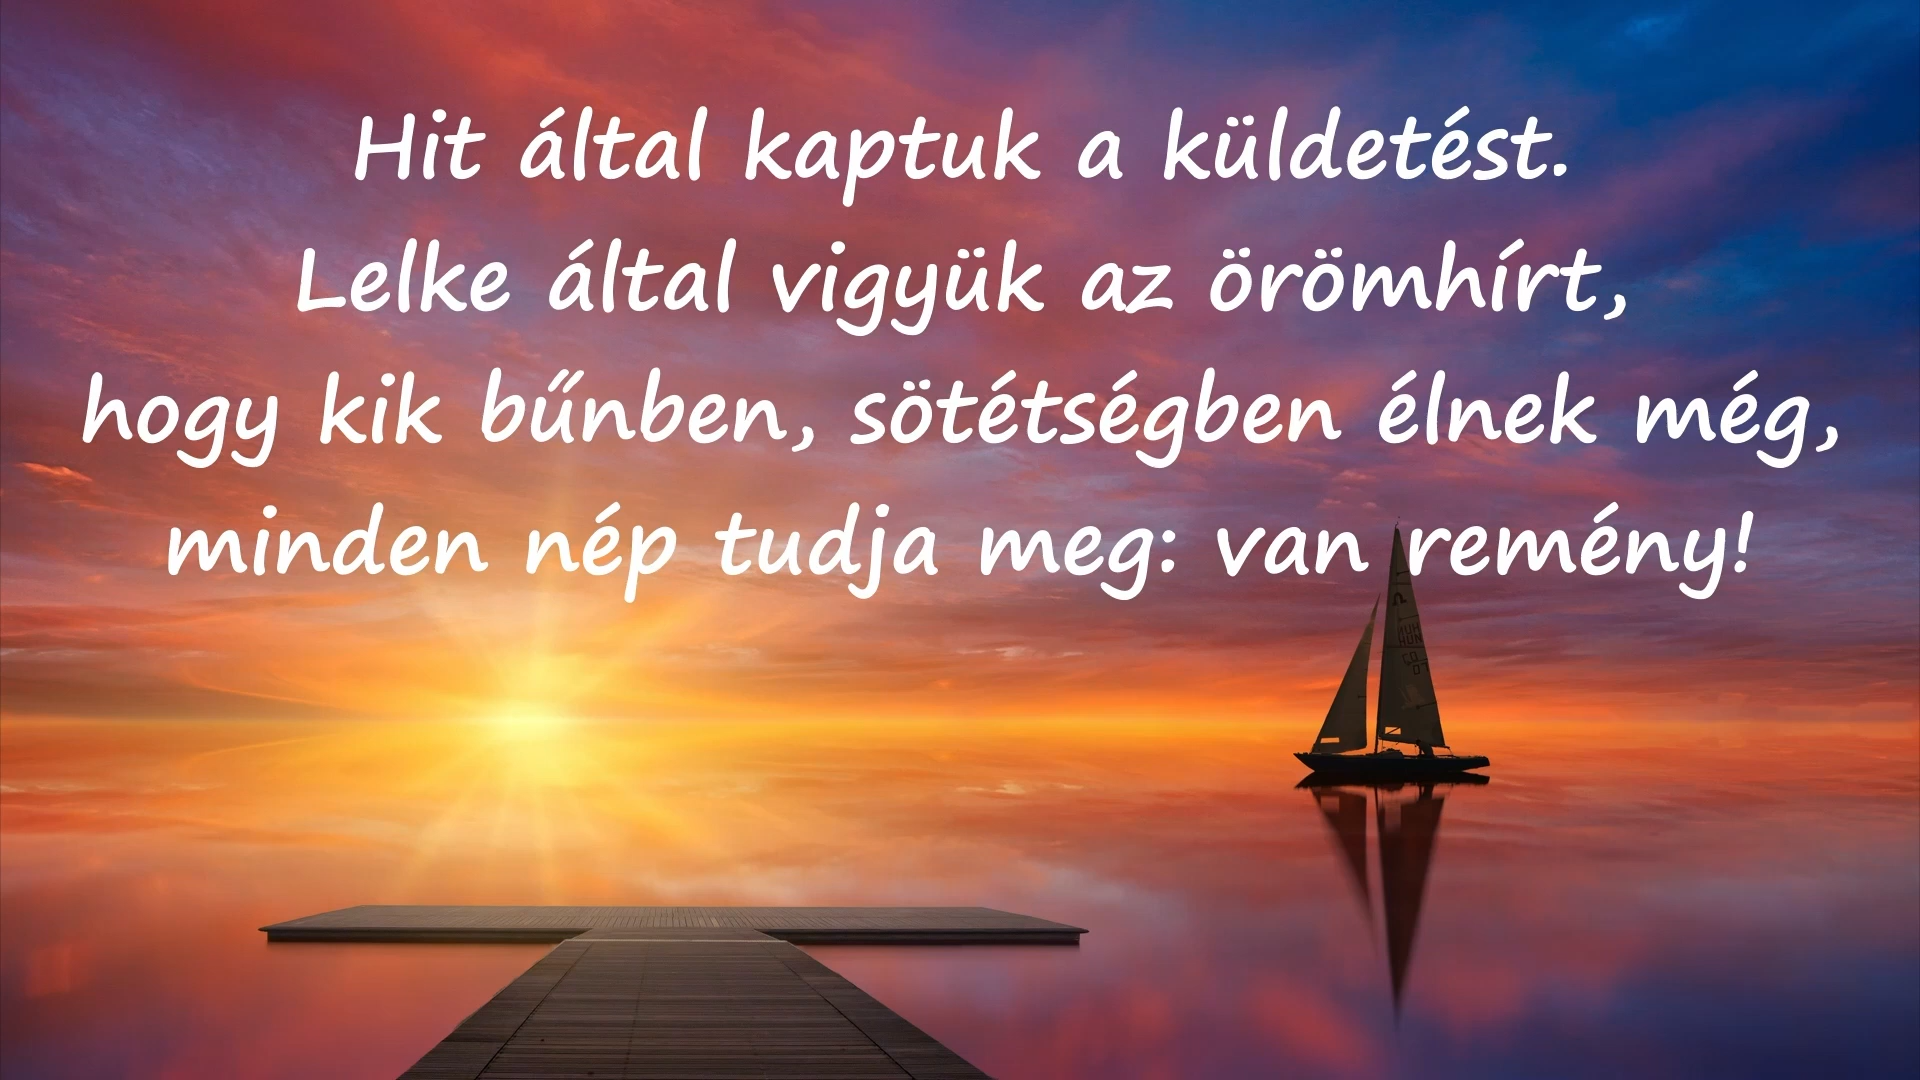 Hit által kaptuk a küldetést.
Lelke által vigyük az örömhírt,
hogy kik bűnben, sötétségben élnek még,
minden nép tudja meg: van remény!
HUN